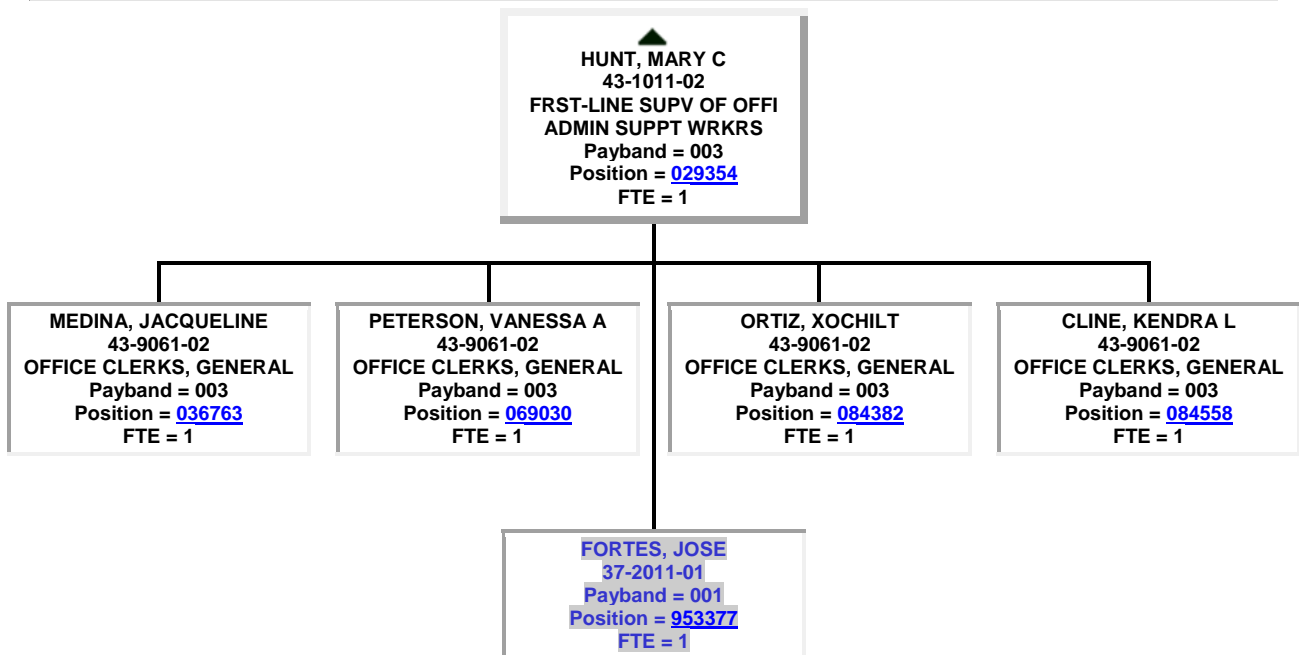 HUNT, MARY C
43-1011-02
FRST-LINE SUPV OF OFFI
ADMIN SUPPT WRKRS
Payband = 003
Position = 029354
FTE = 1
MEDINA, JACQUELINE
43-9061-02
OFFICE CLERKS, GENERAL
Payband = 003
Position = 036763
FTE = 1
PETERSON, VANESSA A
43-9061-02
OFFICE CLERKS, GENERAL
Payband = 003
Position = 069030
FTE = 1
ORTIZ, XOCHILT
43-9061-02
OFFICE CLERKS, GENERAL
Payband = 003
Position = 084382
FTE = 1
CLINE, KENDRA L
43-9061-02
OFFICE CLERKS, GENERAL
Payband = 003
Position = 084558
FTE = 1
FORTES, JOSE
37-2011-01
Payband = 001
Position = 953377
FTE = 1